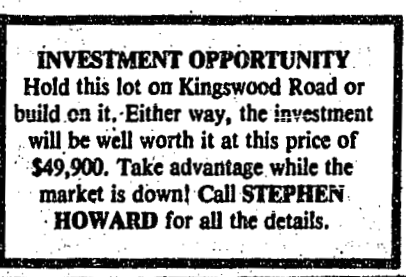 INVESTMENT OPPORTUNITY
Hold this lot on Kingswood Road or
build on it. Either way, the investment
will be well worth it at this price of
$49,900. Take advantage while the
market is down! Call STEPHEN
HOWARD for all the details.